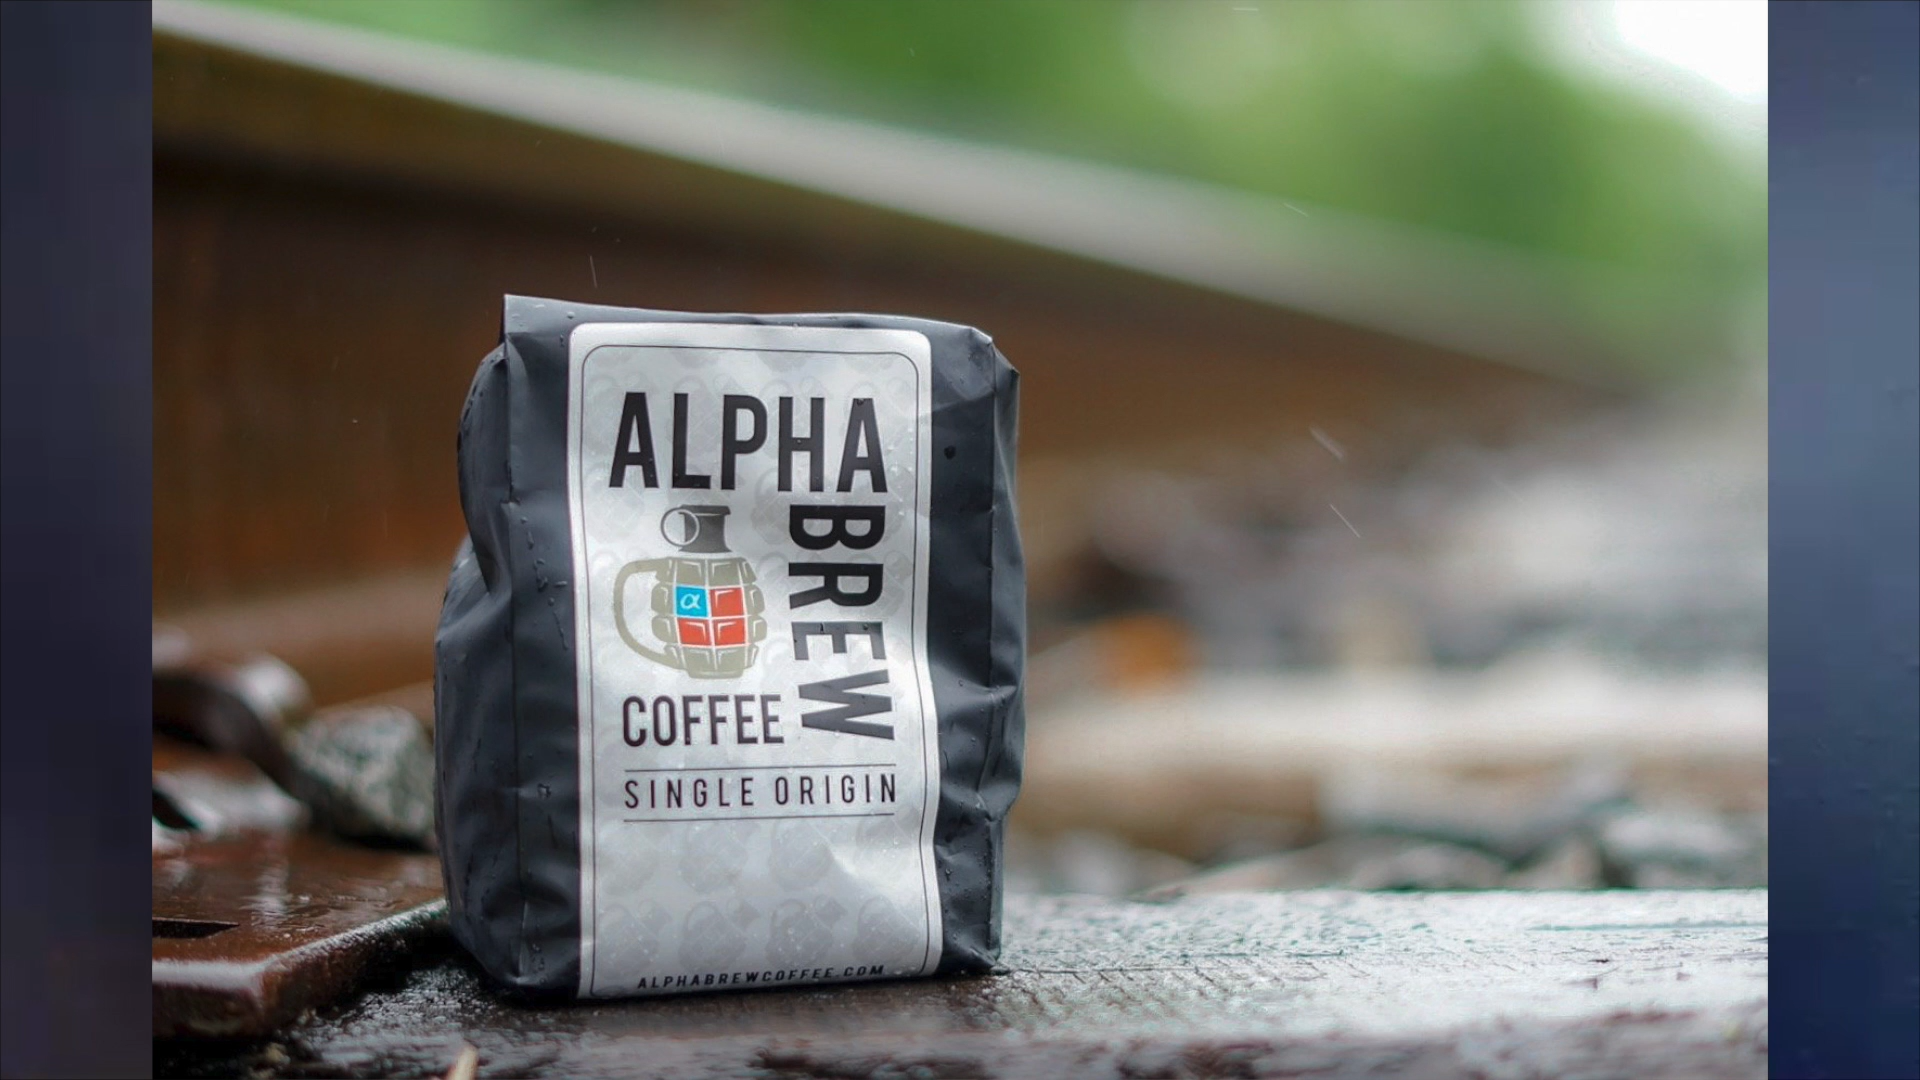 ALPHA
BREW
α
COFFEE
SINGLE ORIGIN
ALPHABREWCOFFEE.COM